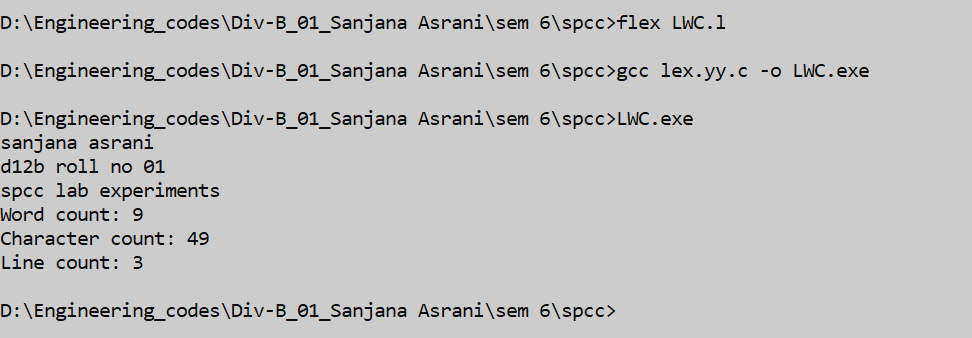 D:\Engineering_codes\Div-B_01_Sanjana Asrani\sem 6\spcc>flex LWC.l
D:\Engineering_codes\Div-B_01_Sanjana Asrani\sem 6\spcc>gcc lex.yy.c -o LWC.exe
D:\Engineering_codes\Div-B_01_Sanjana Asrani\sem 6\spcc>LWC.exe
sanjana asrani
d12b roll no 01
spcc lab experiments
Word count: 9
Character count: 49
Line count: 3
D:\Engineering_codes\Div-B_01_Sanjana Asrani\sem 6\spcc>